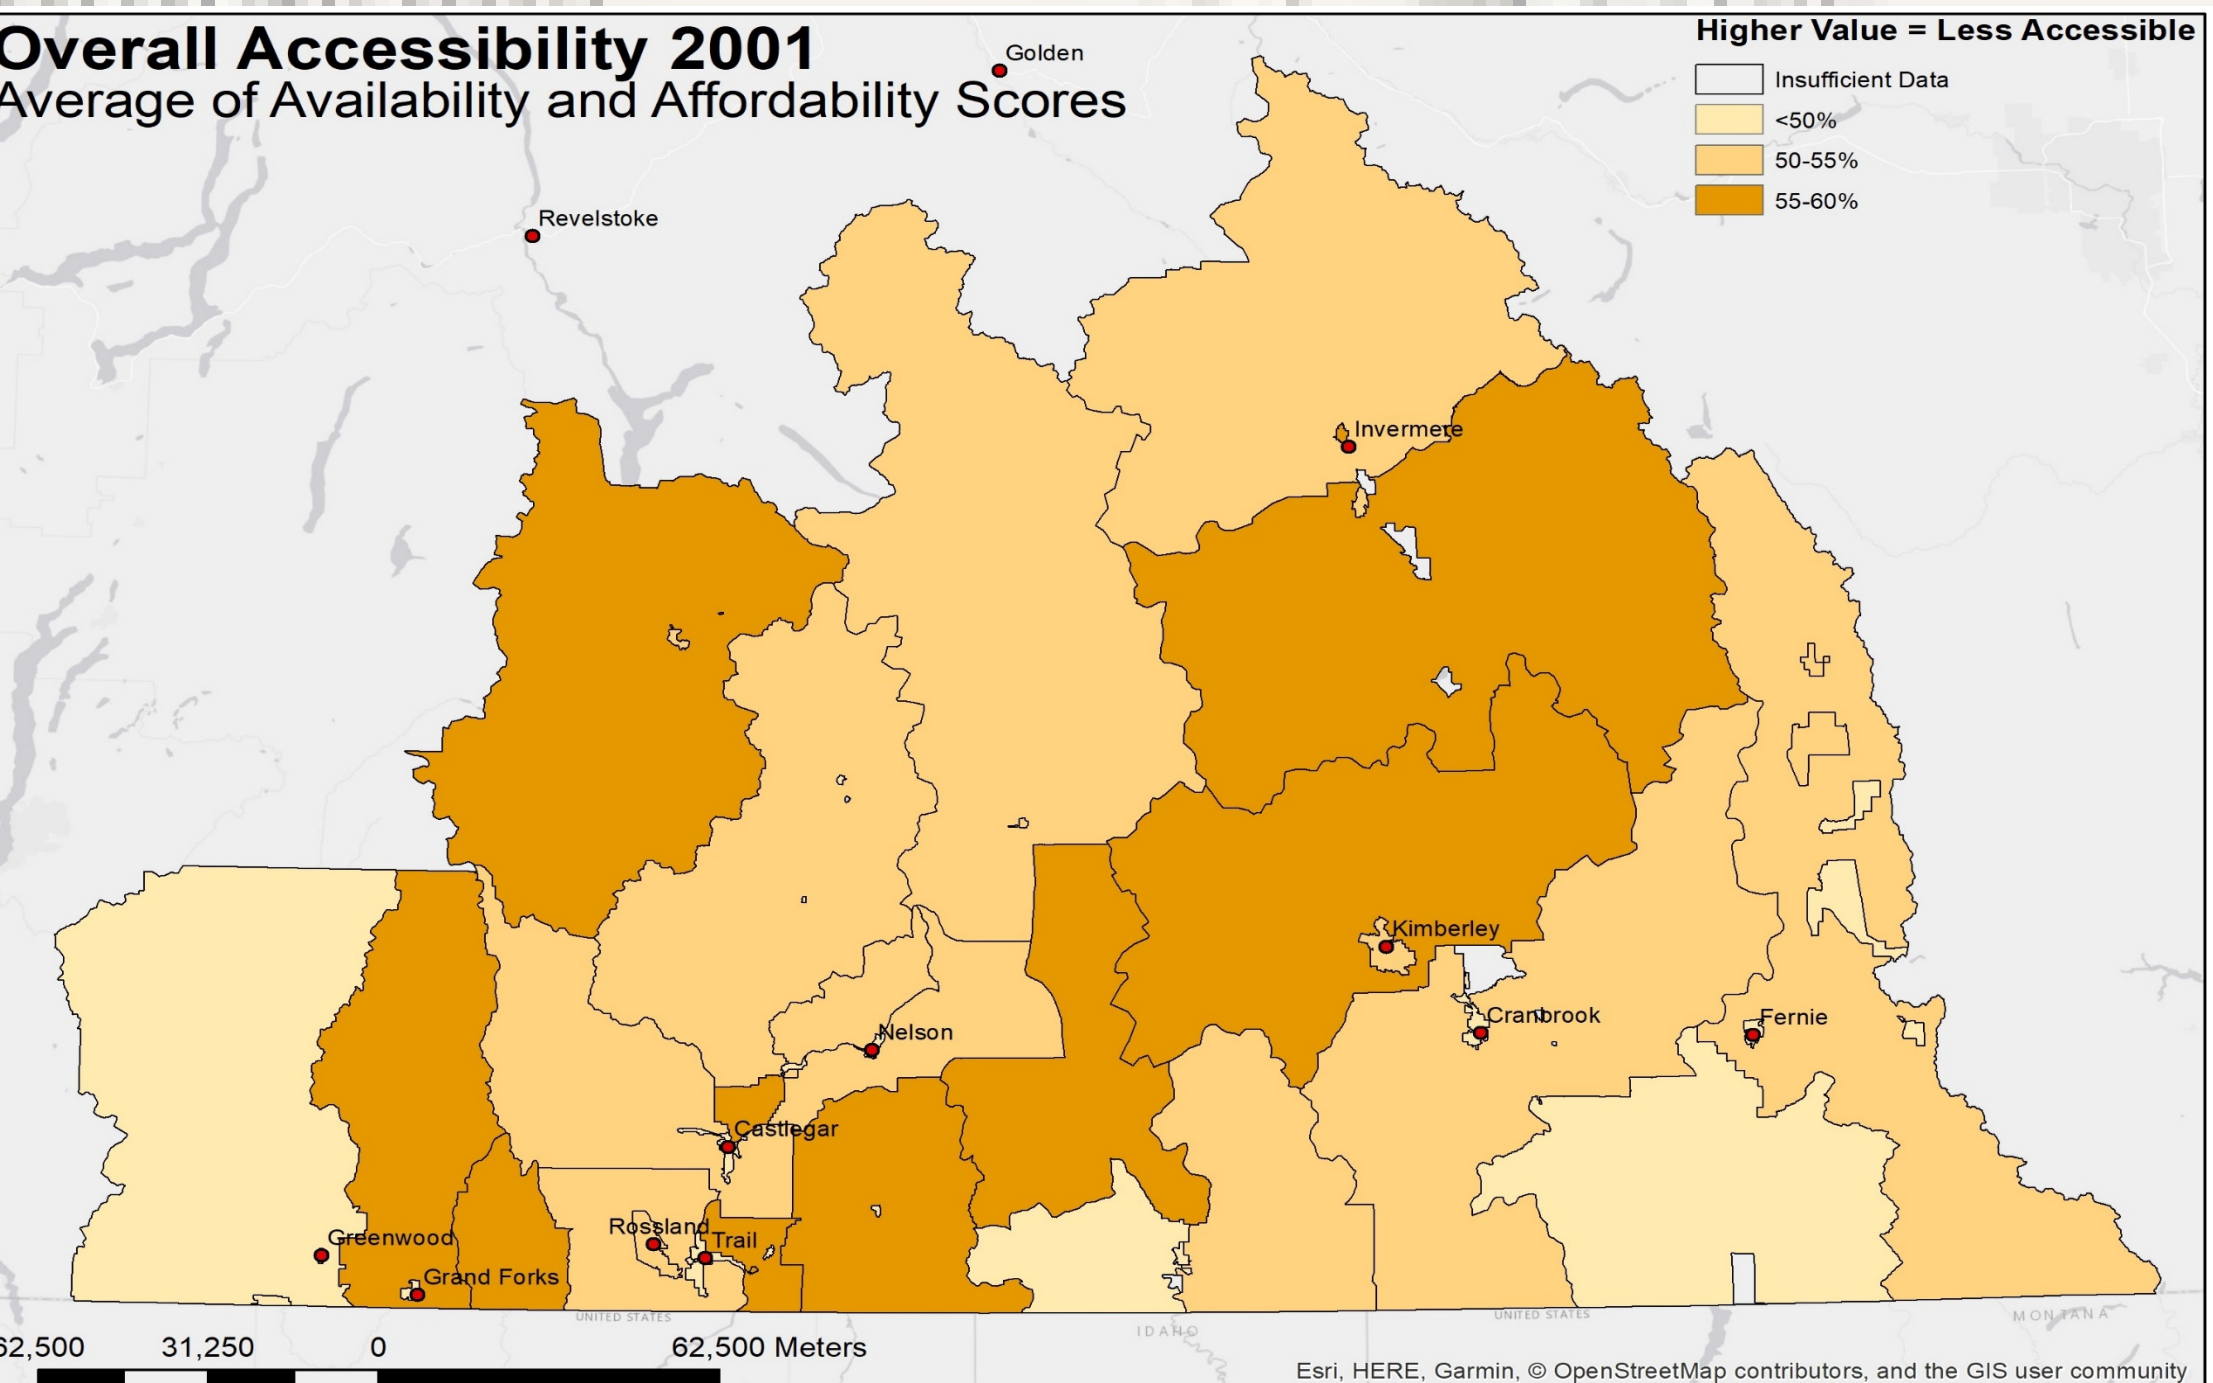 Overall Accessibility 2001
Average of Availability and Affordability Scores
Higher Value = Less Accessible
Insufficient Data
<50%
50-55%
55-60%
Golden
Revelstoke
Invermere
Kimberley
Cranbrook
Fernie
Nelson
Castlegar
Rossland
Trail
Greenwood
Grand Forks
UNITED STATES
IDAHO
UNITED STATES
MONTANA
62,500 31,250 0 62,500 Meters
Esri, HERE, Garmin, © OpenStreetMap contributors, and the GIS user community